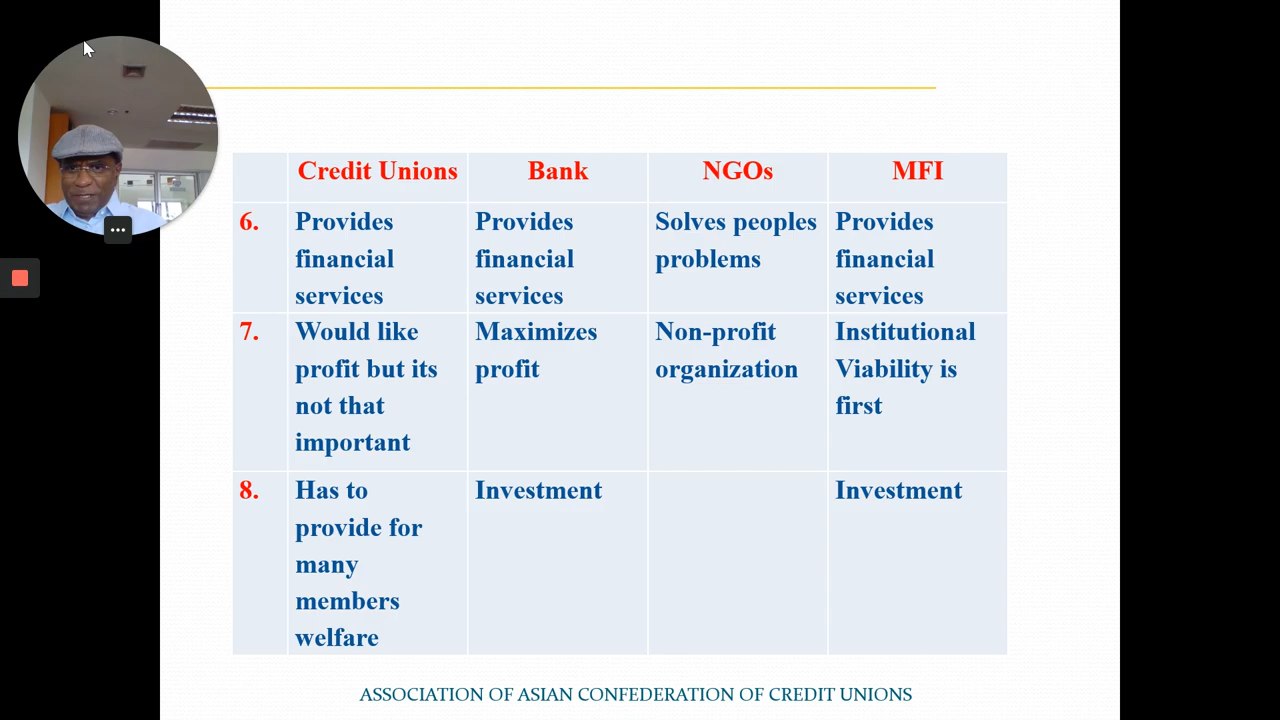 Credit Unions Bank NGOs MFI
6. Provides financial services Provides financial services Solves peoples problems Provides financial services
7. Would like profit but its not that important Maximizes profit Non-profit organization Institutional Viability is first
8. Has to provide for many members welfare Investment Investment
ASSOCIATION OF ASIAN CONFEDERATION OF CREDIT UNIONS